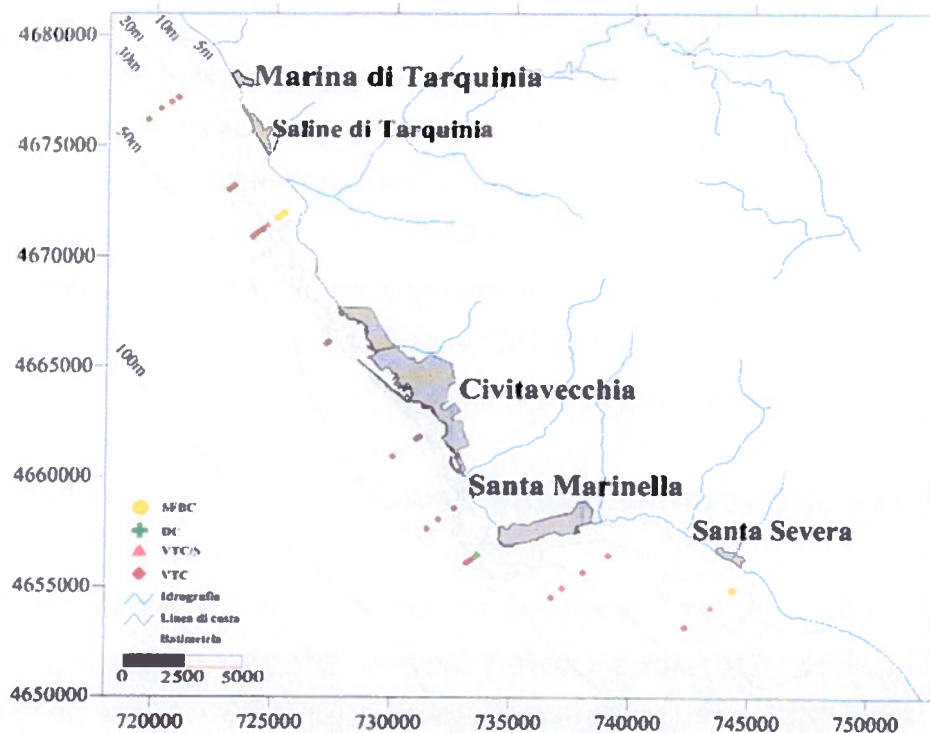 4680000
4675000
4670000
4665000
4660000
4655000
4650000
20m
10m
5m
30m
50m
100m
Marina di Tarquinia
Saline di Tarquinia
Civitavecchia
Santa Marinella
Santa Severa
SFBC
DC
VTC/S
VTC
Idrografia
Linea di costa
Batimetria
0 2500 5000
720000 725000 730000 735000 740000 745000 750000